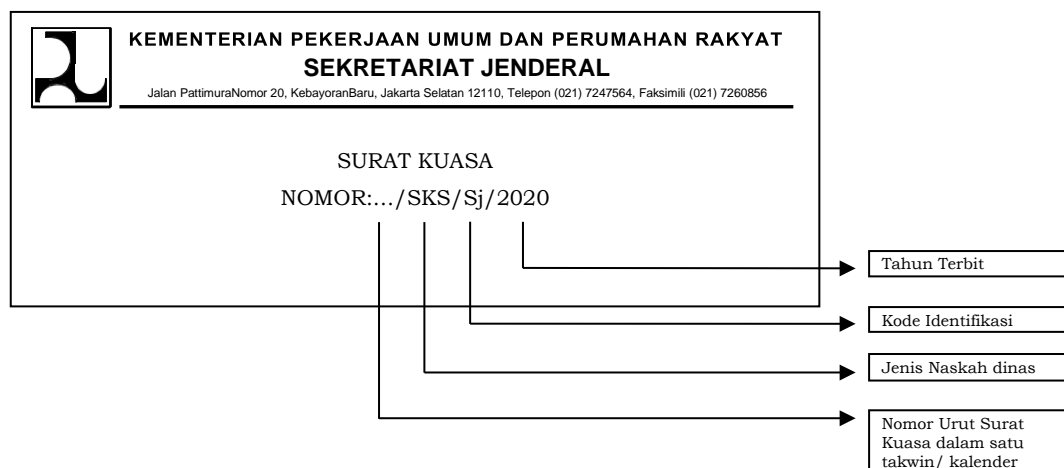 KEMENTERIAN PEKERJAAN UMUM DAN PERUMAHAN RAKYAT
SEKRETARIAT JENDERAL
Jalan PattimuraNomor 20, KebayoranBaru, Jakarta Selatan 12110, Telepon (021) 7247564, Faksimili (021) 7260856
SURAT KUASA
NOMOR:.../SKS/Sj/2020
Tahun Terbit
Kode Identifikasi
Jenis Naskah dinas
Nomor Urut Surat
Kuasa dalam satu
takwin/ kalender